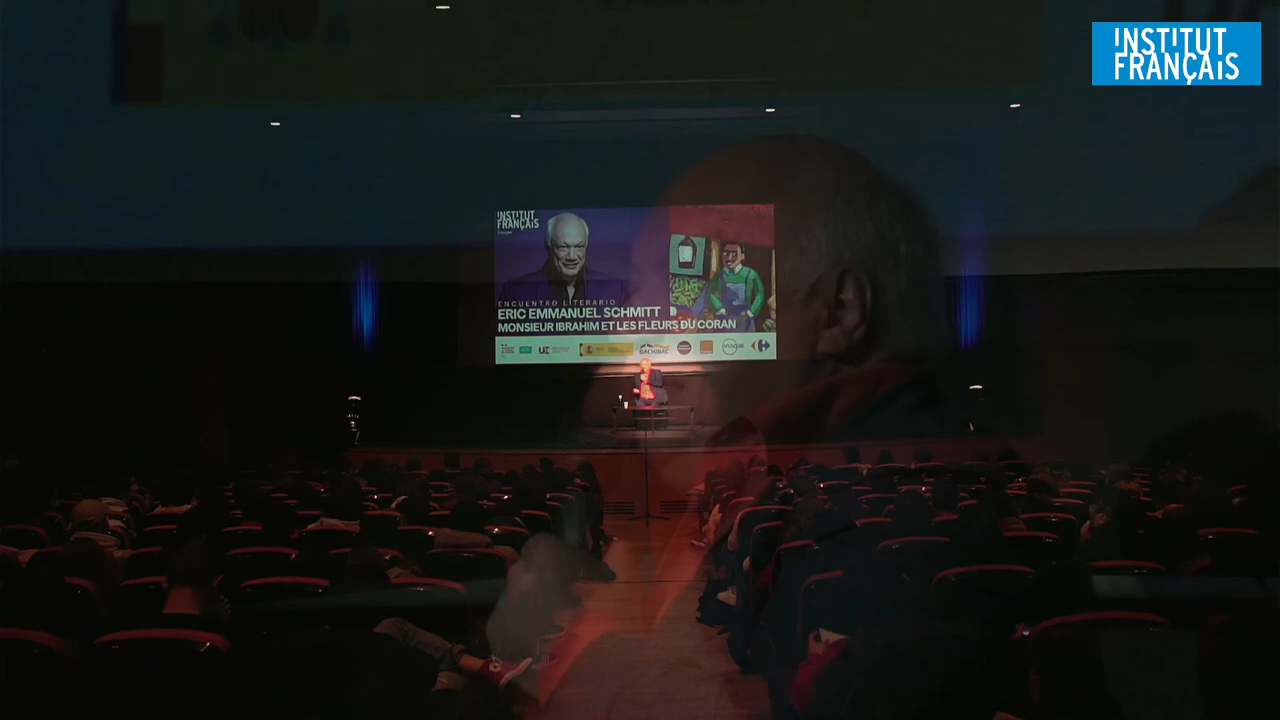 INSTITUT
FRANÇAIS
INSTITUT
FRANÇAIS
ENCUENTRO LITERARIO
ERIC EMMANUEL SCHMITT
MONSIEUR IBRAHIM ET LES FLEURS DU CORAN
BACHIBAC